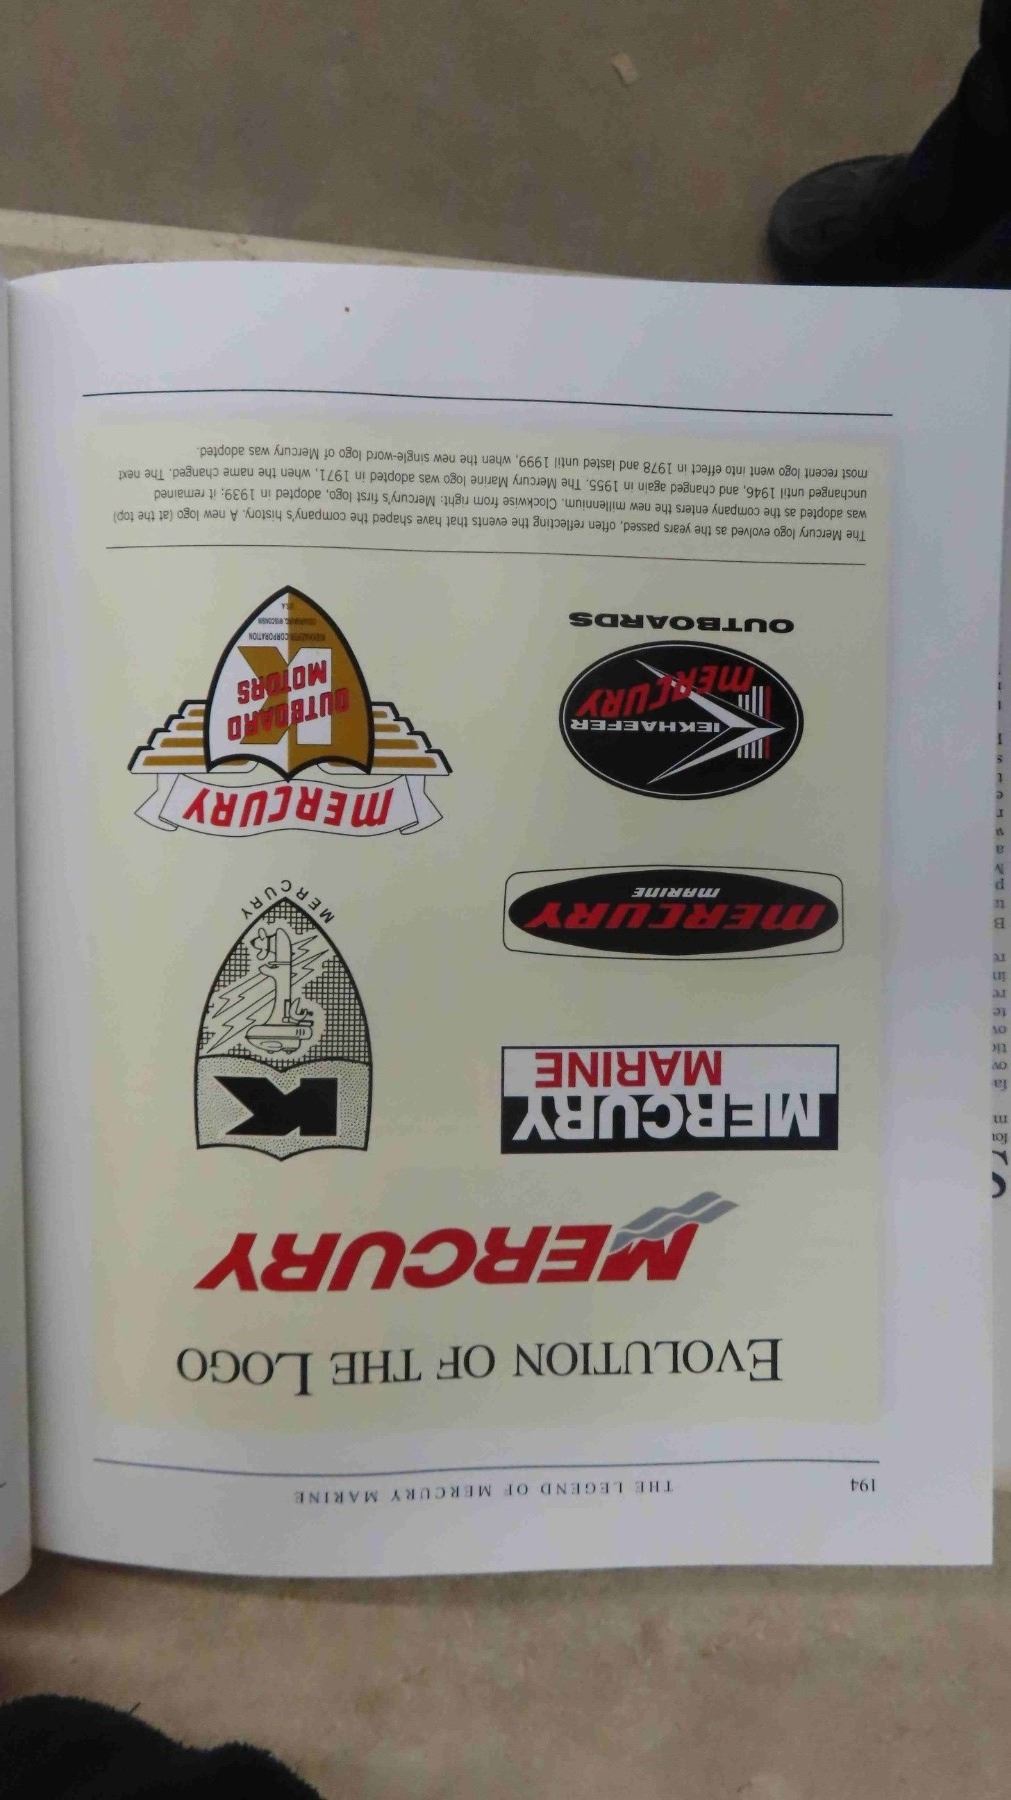 194
THE LEGEND OF MERCURY MARINE
EVOLUTION OF THE LOGO
MERCURY
MERCURY
MARINE
K
MERCURY
MERCURY
MARINE
MERCURY
K
OUTBOARD
MOTORS
KIEKHAEFER CORPORATION
CEDARBURG, WISCONSIN
U.S.A.
KIEKHAEFER
MERCURY
OUTBOARDS
The Mercury logo evolved as the years passed, often reflecting the events that have shaped the company's history. A new logo (at the top)
was adopted as the company enters the new millennium. Clockwise from right: Mercury's first logo, adopted in 1939; it remained
unchanged until 1946, and changed again in 1955. The Mercury Marine logo was adopted in 1971, when the name changed. The next
most recent logo went into effect in 1978 and lasted until 1999, when the new single-word logo of Mercury was adopted.